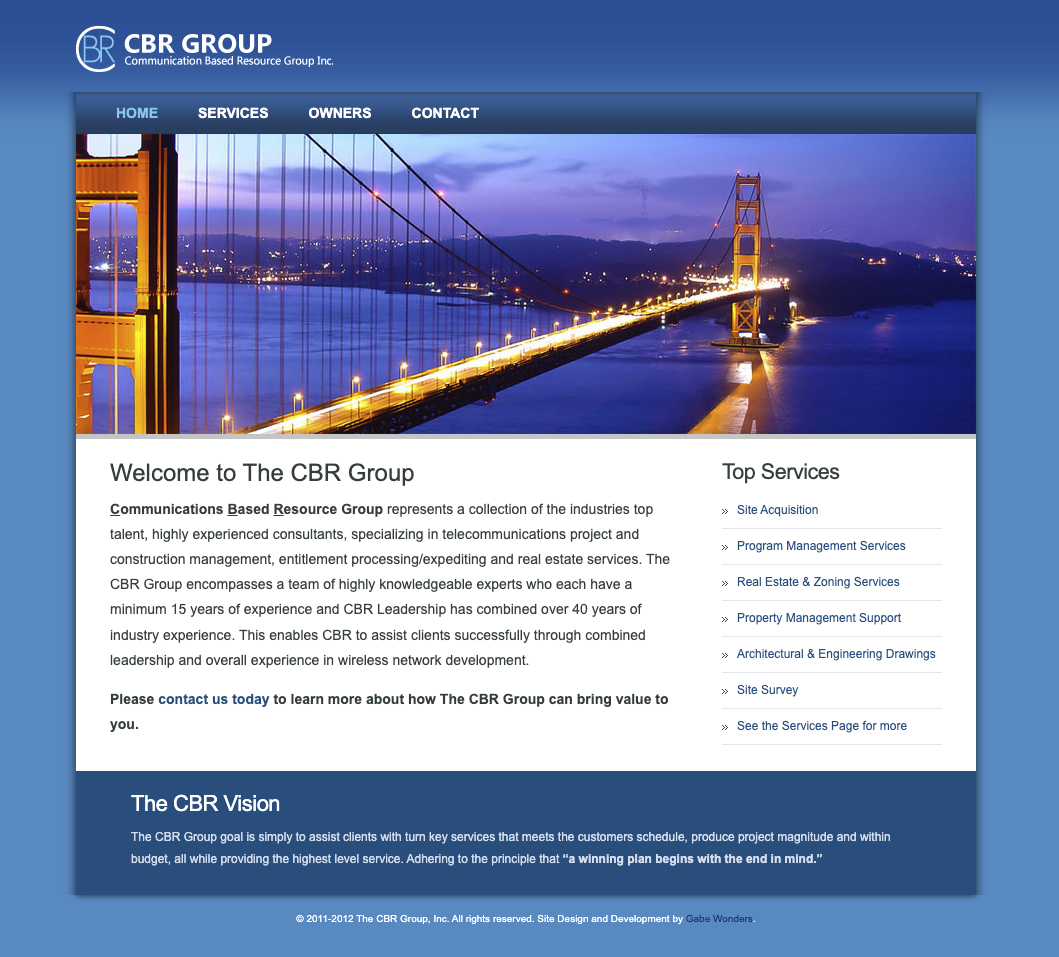 CBR
CBR GROUP
Communication Based Resource Group Inc.
HOME SERVICES OWNERS CONTACT
Welcome to The CBR Group
Communications Based Resource Group represents a collection of the industries top
talent, highly experienced consultants, specializing in telecommunications project and
construction management, entitlement processing/expediting and real estate services. The
CBR Group encompasses a team of highly knowledgeable experts who each have a
minimum 15 years of experience and CBR Leadership has combined over 40 years of
industry experience. This enables CBR to assist clients successfully through combined
leadership and overall experience in wireless network development.
Please contact us today to learn more about how The CBR Group can bring value to
you.
Top Services
Site Acquisition
Program Management Services
Real Estate & Zoning Services
Property Management Support
Architectural & Engineering Drawings
Site Survey
See the Services Page for more
The CBR Vision
The CBR Group goal is simply to assist clients with turn key services that meets the customers schedule, produce project magnitude and within
budget, all while providing the highest level service. Adhering to the principle that “a winning plan begins with the end in mind.”
© 2011-2012 The CBR Group, Inc. All rights reserved. Site Design and Development by Gabe Wonders.